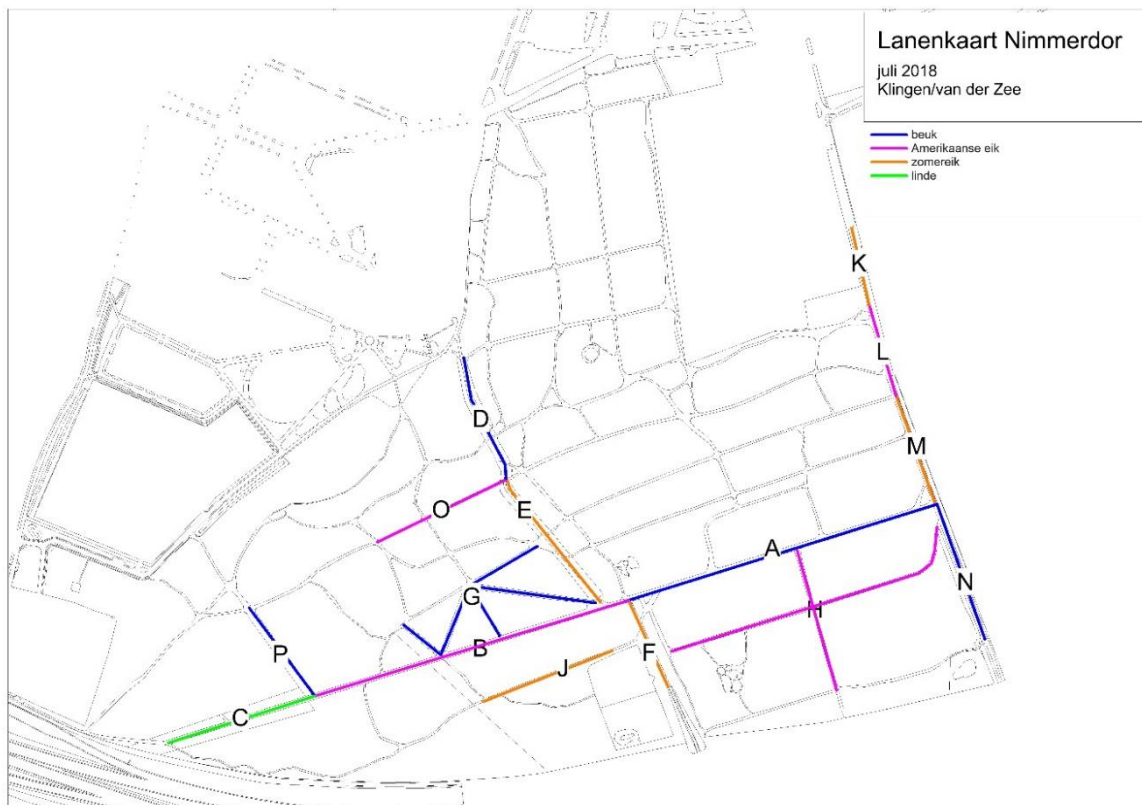 Lanenkaart Nimmerdor
juli 2018
Klingen/van der Zee
beuk
Amerikaanse eik
zomereik
linde
K
L
D
M
O
E
A
N
G
H
B
F
P
J
C